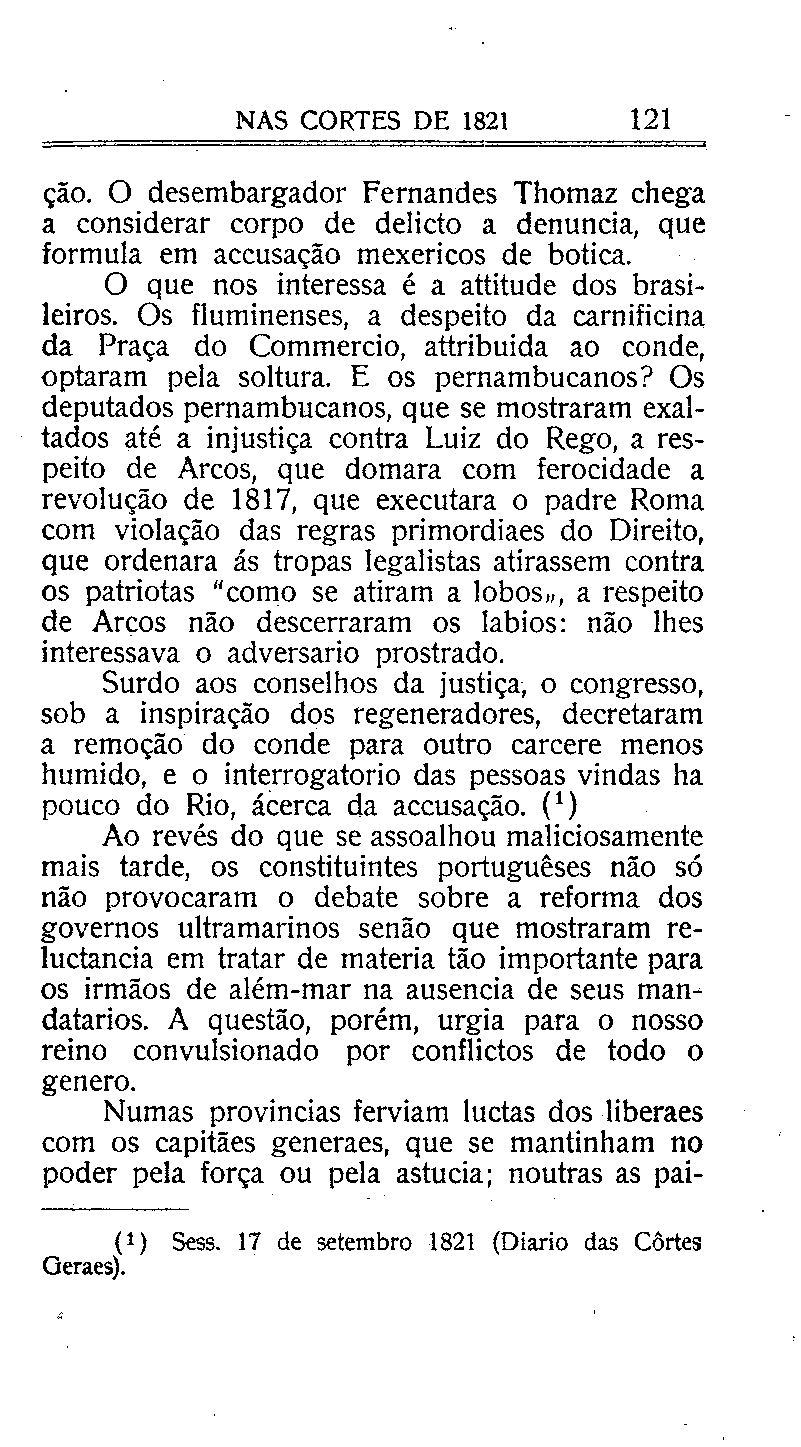 NAS CORTES DE 1821 121
ção. O desembargador Fernandes Thomaz chega
a considerar corpo de delicto a denuncia, que
formula em accusação mexericos de botica.
O que nos interessa é a attitude dos brasi-
leiros. Os fluminenses, a despeito da carnificina
da Praça do Commercio, attribuida ao conde,
optaram pela soltura. E os pernambucanos? Os
deputados pernambucanos, que se mostraram exal-
tados até a injustiça contra Luiz do Rego, a res-
peito de Arcos, que domara com ferocidade a
revolução de 1817, que executara o padre Roma
com violação das regras primordiaes do Direito,
que ordenara ás tropas legalistas atirassem contra
os patriotas "como se atiram a lobos„, a respeito
de Arcos não descerraram os labios: não lhes
interessava o adversario prostrado.
Surdo aos conselhos da justiça, o congresso,
sob a inspiração dos regeneradores, decretaram
a remoção do conde para outro carcere menos
humido, e o interrogatorio das pessoas vindas ha
pouco do Rio, ácerca da accusação. (¹)
Ao revés do que se assoalhou maliciosamente
mais tarde, os constituintes portuguêses não só
não provocaram o debate sobre a reforma dos
governos ultramarinos senão que mostraram re-
luctancia em tratar de materia tão importante para
os irmãos de além-mar na ausencia de seus man-
datarios. A questão, porém, urgia para o nosso
reino convulsionado por conflictos de todo o
genero.
Numas provincias ferviam luctas dos liberaes
com os capitães generaes, que se mantinham no
poder pela força ou pela astucia; noutras as pai-
(¹) Sess. 17 de setembro 1821 (Diario das Côrtes
Geraes).